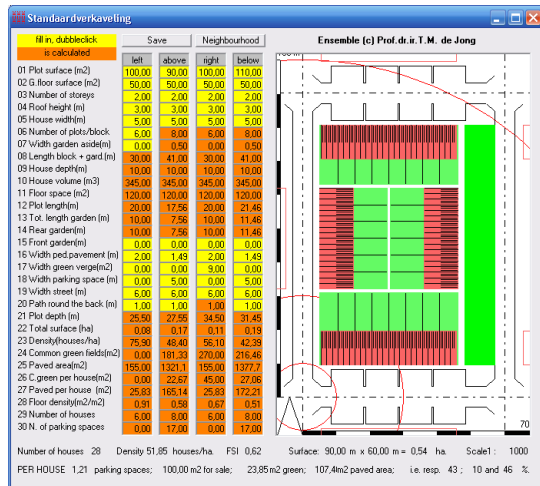 Standaardverkaveling
fill in, dubbleclick Save Neighbourhood Ensemble (c) Prof.dr.ir.T.M. de Jong
is calculated
left above right below
01 Plot surface (m2) 100,00 90,00 100,00 110,00
02 G.floor surface (m2) 50,00 50,00 50,00 50,00
03 Number of storeys 2,00 2,00 2,00 2,00
04 Roof height (m) 3,00 3,00 3,00 3,00
05 House width(m) 5,00 5,00 5,00 5,00
06 Number of plots/block 6,00 8,00 6,00 8,00
07 Width garden aside(m) 0,00 0,50 0,00 0,50
08 Length block + gard.(m) 30,00 41,00 30,00 41,00
09 House depth(m) 10,00 10,00 10,00 10,00
10 House volume (m3) 345,00 345,00 345,00 345,00
11 Floor space (m2) 120,00 120,00 120,00 120,00
12 Plot length(m) 20,00 17,56 20,00 21,46
13 Tot. length garden (m) 10,00 7,56 10,00 11,46
14 Rear garden(m) 10,00 7,56 10,00 11,46
15 Front garden(m) 0,00 0,00 0,00 0,00
16 Width ped.pavement (m) 2,00 1,49 2,00 1,49
17 Width green verge(m2) 0,00 0,00 9,00 0,00
18 Width parking space (m) 0,00 5,00 0,00 5,00
19 Width street (m) 6,00 6,00 6,00 6,00
20 Path round the back (m) 1,00 1,00 1,00 1,00
21 Plot depth (m) 25,50 27,55 34,50 31,45
22 Total surface (ha) 0,08 0,17 0,11 0,19
23 Density(houses/ha) 75,90 48,40 56,10 42,39
24 Common green fields(m2) 0,00 181,33 270,00 216,46
25 Paved area(m2) 155,00 1321,1 155,00 1377,7
26 C.green per house(m2) 0,00 22,67 45,00 27,06
27 Paved per house (m2) 25,83 165,14 25,83 172,21
28 Floor density(m2/m2) 0,91 0,58 0,67 0,51
29 Number of houses 6,00 8,00 6,00 8,00
30 N. of parking spaces 0,00 17,00 0,00 17,00
70
Number of houses 28 Density 51,85 houses/ha. FSI 0,62 Surface: 90,00 m x 60,00 m = 0,54 ha. Scale1 : 1000
PER HOUSE 1,21 parking spaces; 100,00 m2 for sale; 23,85 m2 green; 107,4m2 paved area; i.e. resp. 43 ; 10 and 46 %.